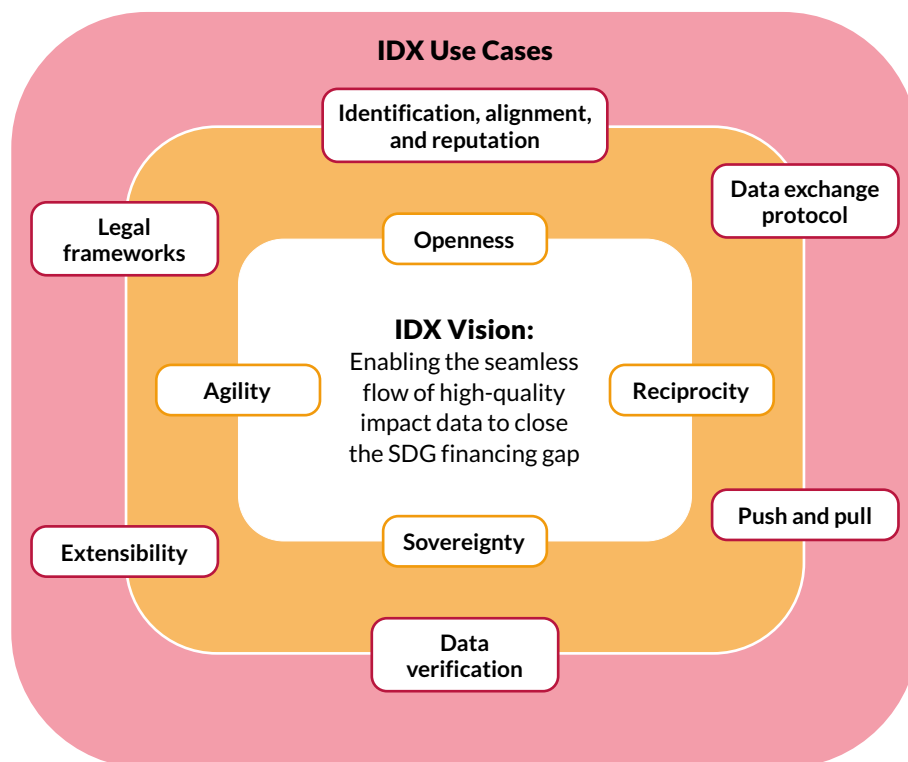 IDX Use Cases
Identification, alignment,
and reputation
Data exchange
protocol
Legal
frameworks
Openness
IDX Vision:
Enabling the seamless
flow of high-quality
impact data to close
the SDG financing gap
Agility
Reciprocity
Push and pull
Sovereignty
Extensibility
Data
verification